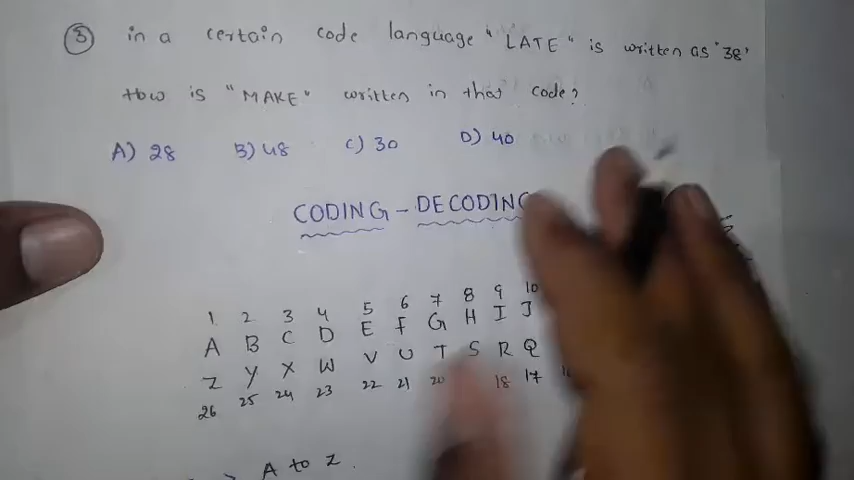 ③ in a certain code language "LATE" is written as '38'
How is "MAKE" written in that code?
A) 28 B) 48 C) 30 D) 40
CODING - DECODING
1 2 3 4 5 6 7 8 9 10
A B C D E F G H I J
Z Y X W V U T S R Q
26 25 24 23 22 21 20 18 17
A to Z.